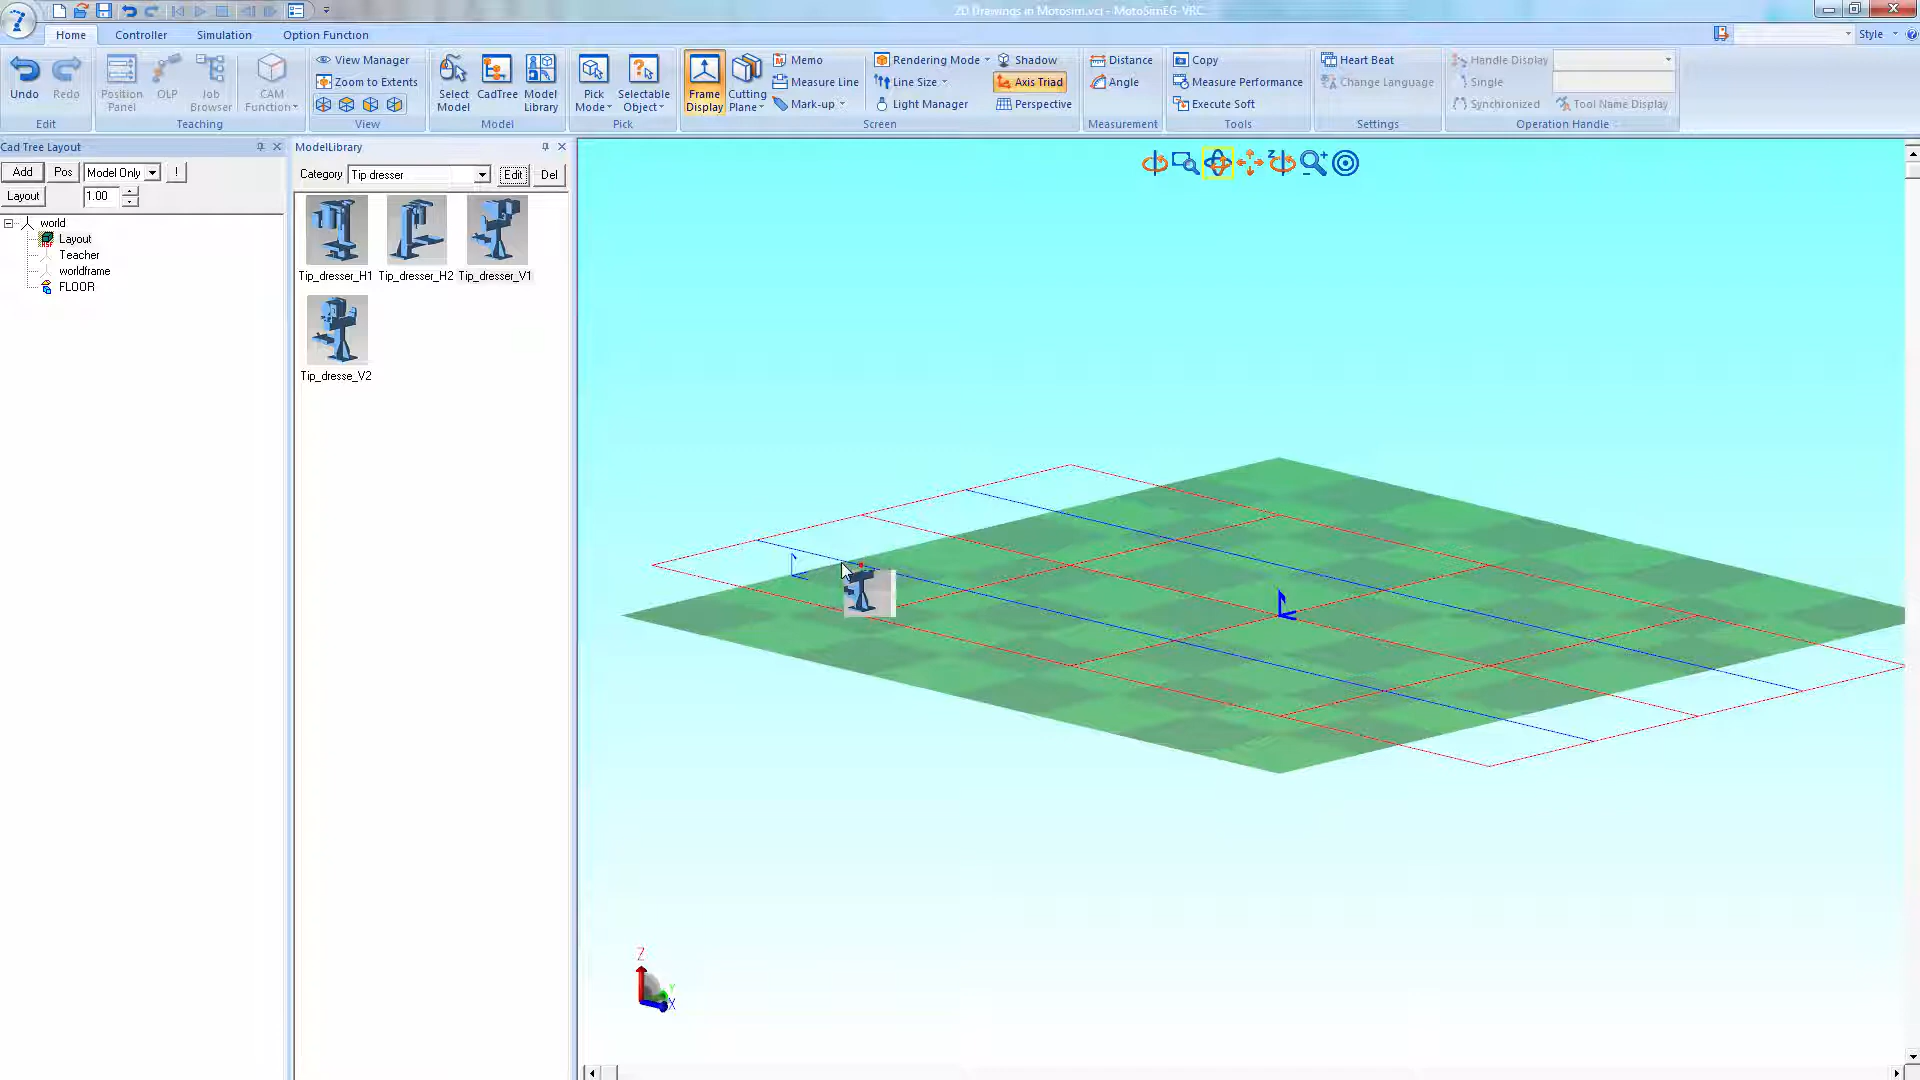 2D Drawings in Motosim.vcl - MotoSimEG-VRC
Home Controller Simulation Option Function Style
Undo Redo Position Panel OLP Job Browser CAM Function
View Manager
Zoom to Extents
Select Model CadTree Model Library Pick Mode Selectable Object Frame Display Cutting Plane
Memo
Measure Line
Mark-up
Rendering Mode Shadow
Line Size Axis Triad
Light Manager Perspective
Distance
Angle
Copy
Measure Performance
Execute Soft
Heart Beat
Change Language
Handle Display
Single
Synchronized Tool Name Display
Edit Teaching View Model Pick Screen Measurement Tools Settings Operation Handle
Cad Tree Layout
Add Pos Model Only !
Layout 1.00
world
Layout
Teacher
worldframe
FLOOR
ModelLibrary
Category Tip dresser Edit Del
Tip_dresser_H1 Tip_dresser_H2 Tip_dresser_V1
Tip_dresse_V2
Z
Y
X